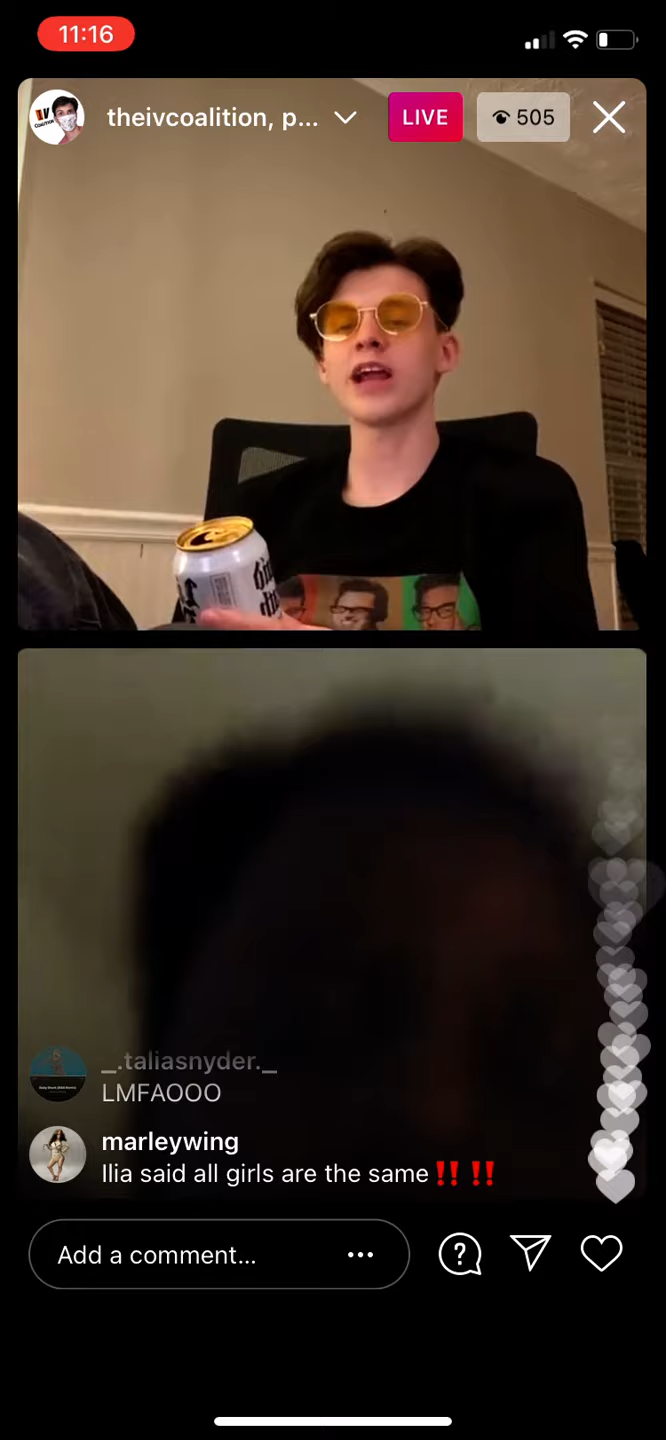 11:16
theivcoalition, p...
LIVE
505
_.taliasnyder._
LMFAOOO
marleywing
Ilia said all girls are the same‼️ ‼️
Add a comment...